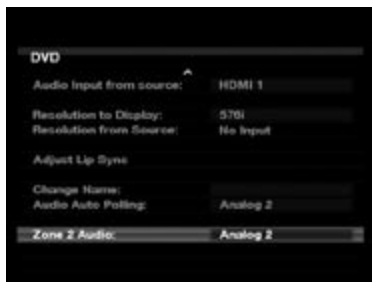 DVD
Audio Input from source: HDMI 1
Resolution to Display: 576i
Resolution from Source: No Input
Adjust Lip Sync
Change Name:
Audio Auto Polling: Analog 2
Zone 2 Audio: Analog 2